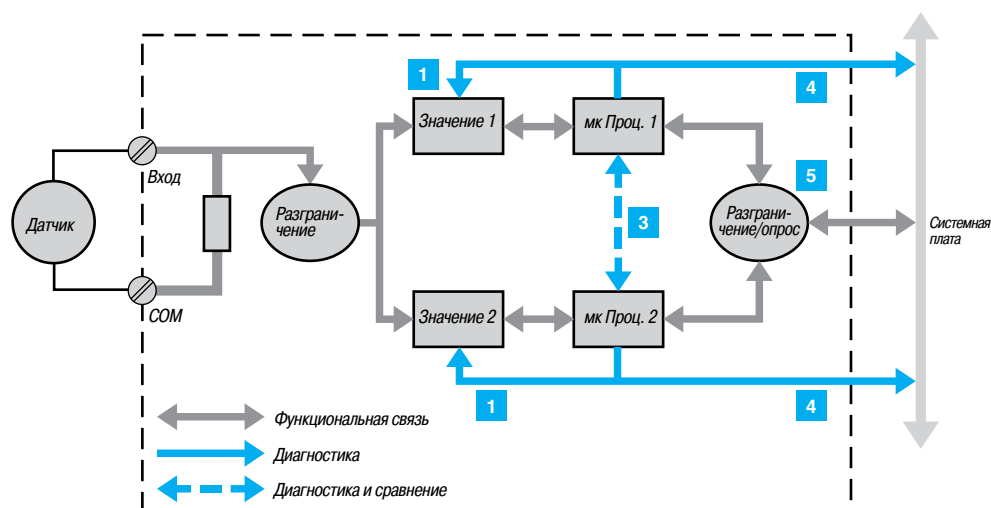 1
4
Значение 1
мк Проц. 1
Вход
5
Датчик
Разграни-
чение
3
Разграни-
чение/опрос
Системная
плата
COM
Значение 2
мк Проц. 2
1
4
Функциональная связь
Диагностика
Диагностика и сравнение